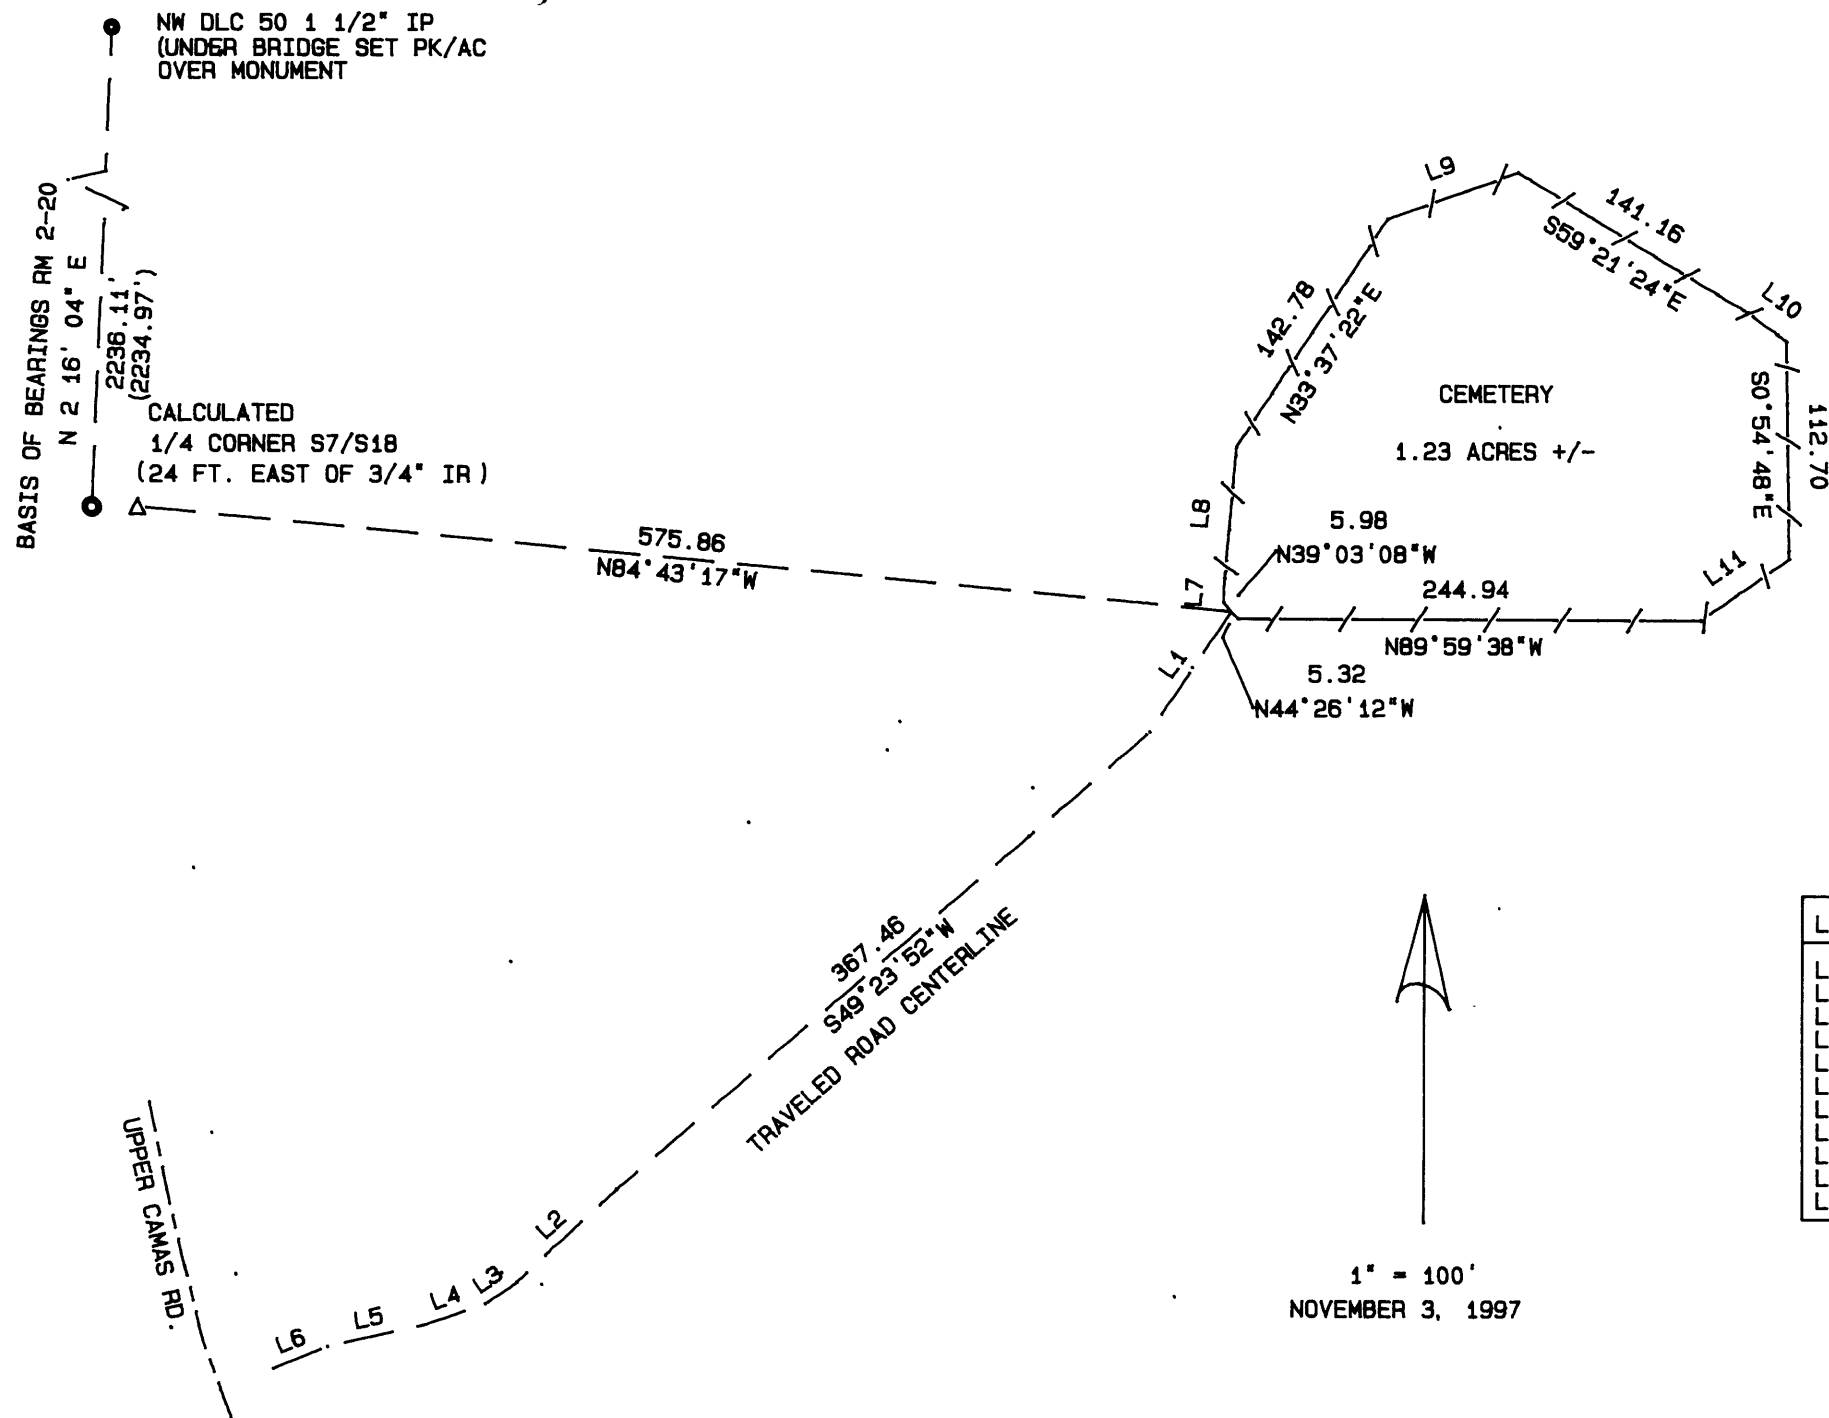 NW DLC 50 1 1/2" IP
(UNDER BRIDGE SET PK/AC
OVER MONUMENT
BASIS OF BEARINGS RM 2-20
N 2 16' 04" E
2236.11'
(2234.97')
CALCULATED
1/4 CORNER S7/S18
(24 FT. EAST OF 3/4" IR)
575.86
N84°43'17"W
L9
141.16
S59°21'24"E
L10
142.78
N33°37'22"E
CEMETERY
1.23 ACRES +/-
112.70
S0°54'48"E
L8
5.98
N39°03'08"W
L7
L11
244.94
N89°59'38"W
L1
5.32
N44°26'12"W
367.46
S49°23'52"W
TRAVELED ROAD CENTERLINE
UPPER CAMAS RD.
L2
L3
L4
L5
L6
1" = 100'
NOVEMBER 3, 1997